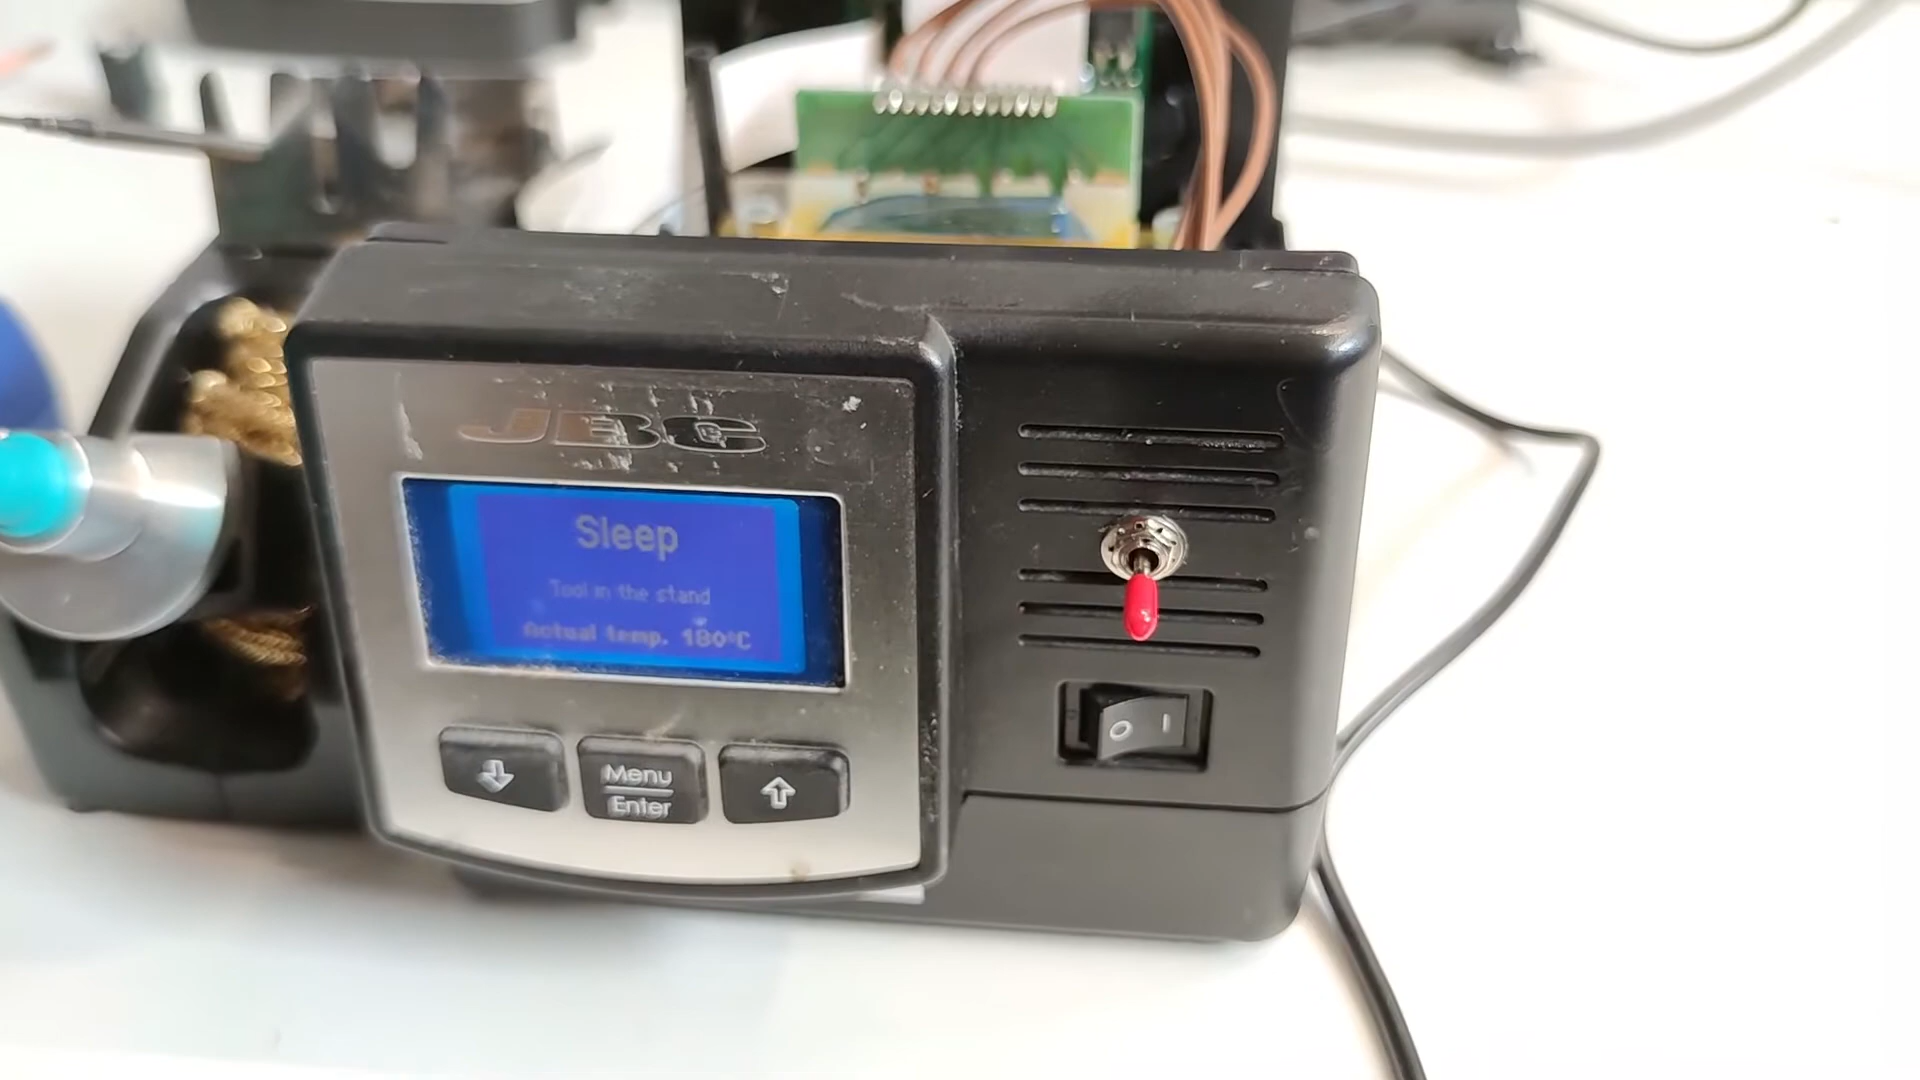 JBC
Sleep
Tool in the stand
Actual temp. 180°C
Menu
Enter
O I